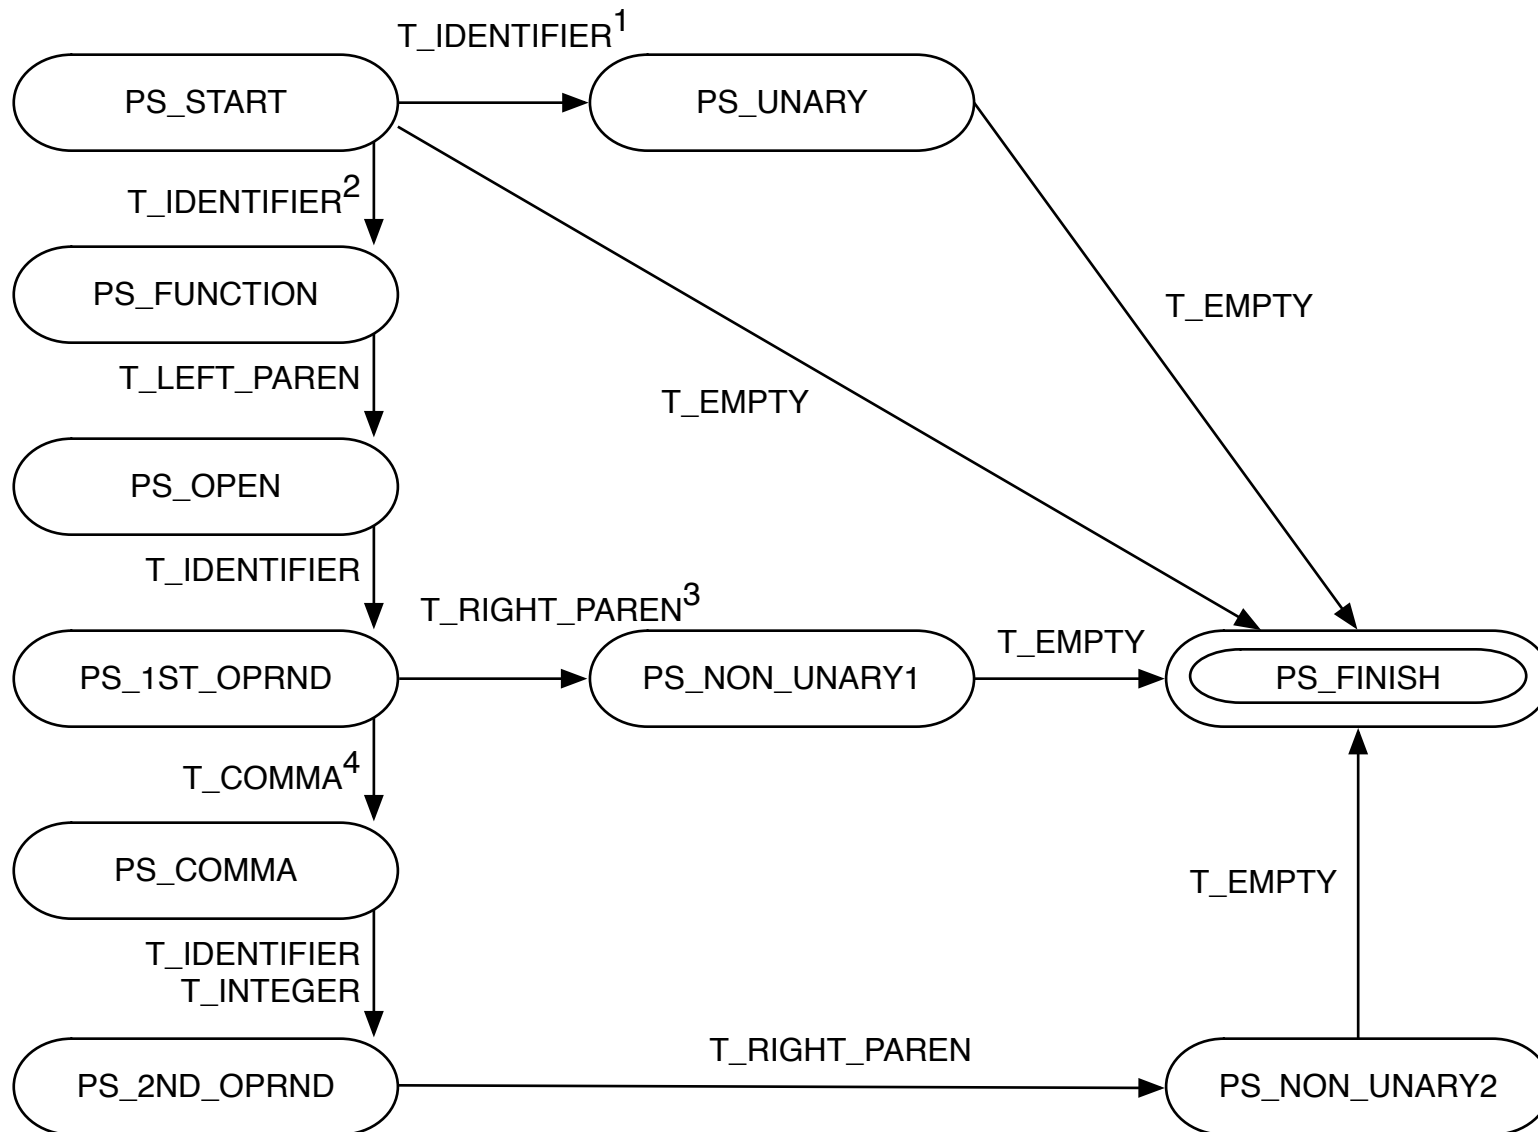 T_IDENTIFIER1
PS_START
PS_UNARY
T_IDENTIFIER2
PS_FUNCTION
T_EMPTY
T_LEFT_PAREN
T_EMPTY
PS_OPEN
T_IDENTIFIER
T_RIGHT_PAREN3
T_EMPTY
PS_1ST_OPRND
PS_NON_UNARY1
PS_FINISH
T_COMMA4
PS_COMMA
T_EMPTY
T_IDENTIFIER
T_INTEGER
T_RIGHT_PAREN
PS_2ND_OPRND
PS_NON_UNARY2